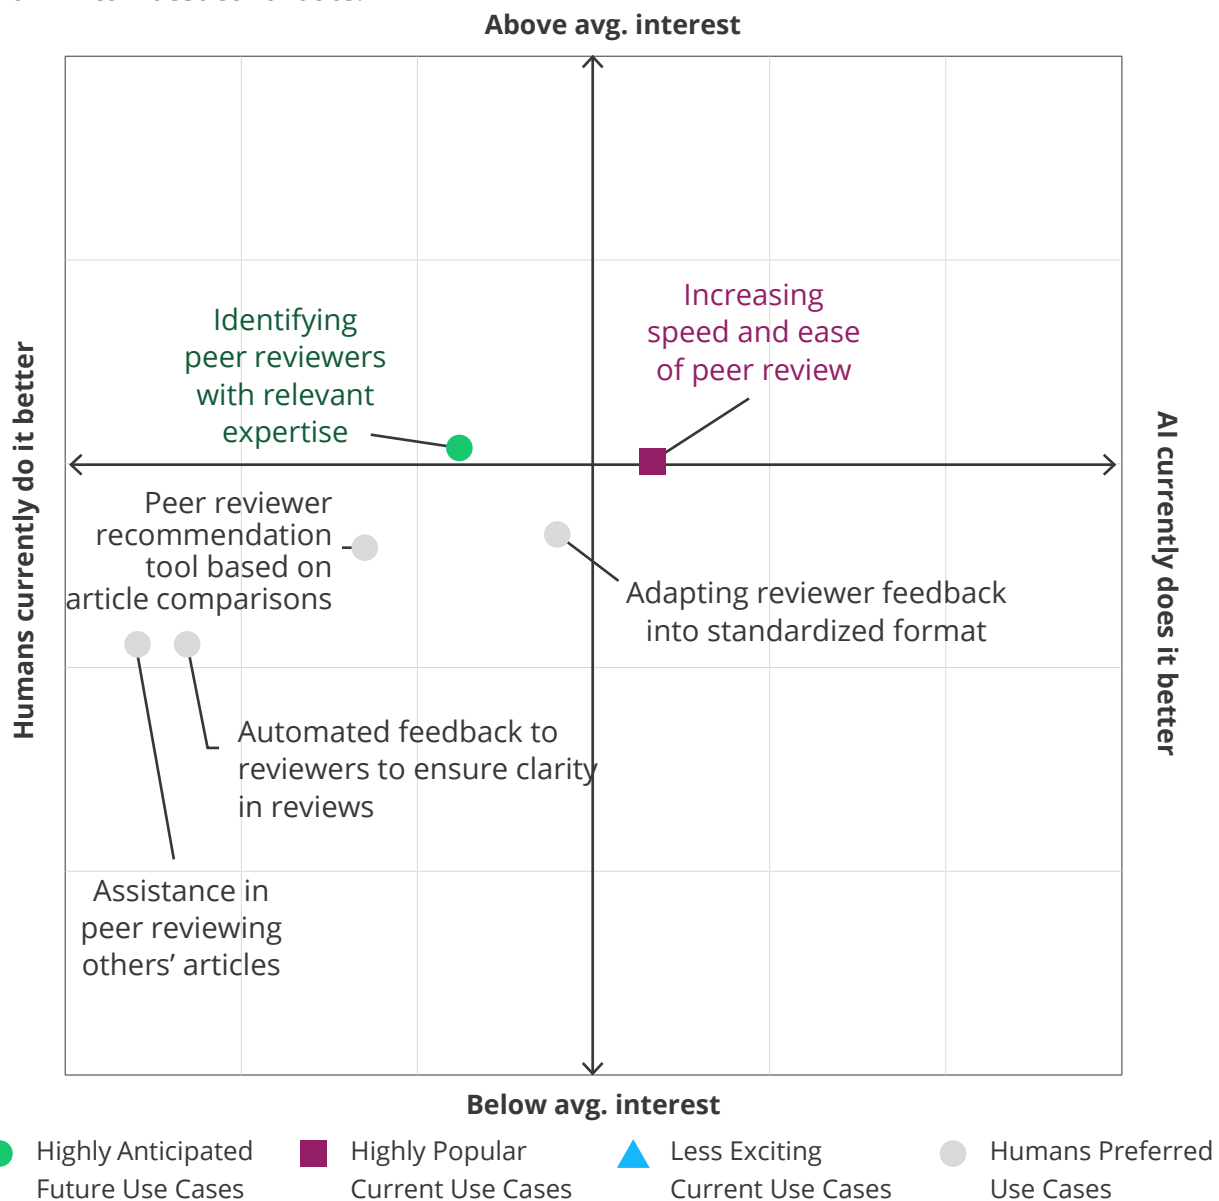 Above avg. interest
Increasing
speed and ease
of peer review
Identifying
peer reviewers
with relevant
expertise
Humans currently do it better
AI currently does it better
Peer reviewer
recommendation
tool based on
article comparisons
Adapting reviewer feedback
into standardized format
Automated feedback to
reviewers to ensure clarity
in reviews
Assistance in
peer reviewing
others’ articles
Below avg. interest
Highly Anticipated
Future Use Cases
Highly Popular
Current Use Cases
Less Exciting
Current Use Cases
Humans Preferred
Use Cases